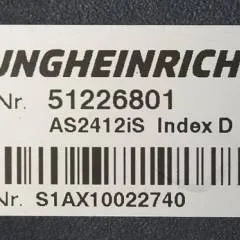 UNGHEINRICH
Nr. 51226801
AS2412iS Index D
Nr. S1AX10022740